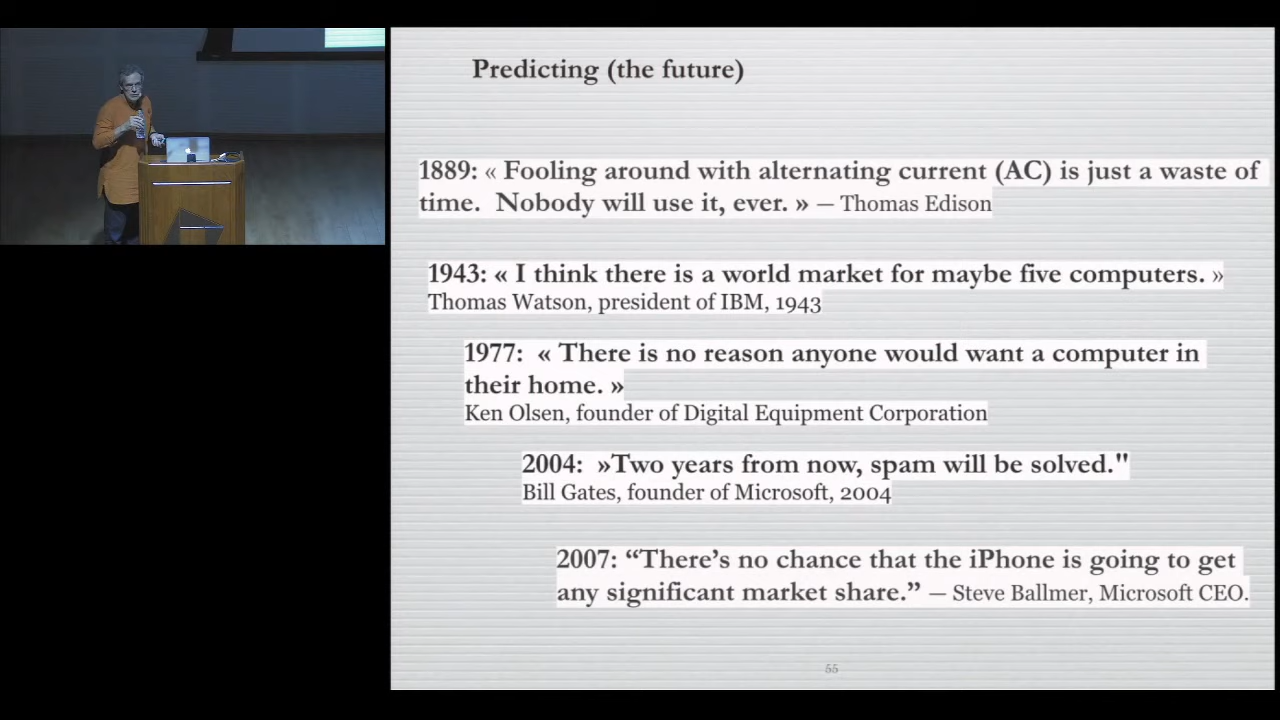 Predicting (the future)
1889: « Fooling around with alternating current (AC) is just a waste of
time.  Nobody will use it, ever. » — Thomas Edison
1943: « I think there is a world market for maybe five computers. »
Thomas Watson, president of IBM, 1943
1977:  « There is no reason anyone would want a computer in
their home. »
Ken Olsen, founder of Digital Equipment Corporation
2004:  »Two years from now, spam will be solved."
Bill Gates, founder of Microsoft, 2004
2007: “There’s no chance that the iPhone is going to get
any significant market share.” — Steve Ballmer, Microsoft CEO.
55